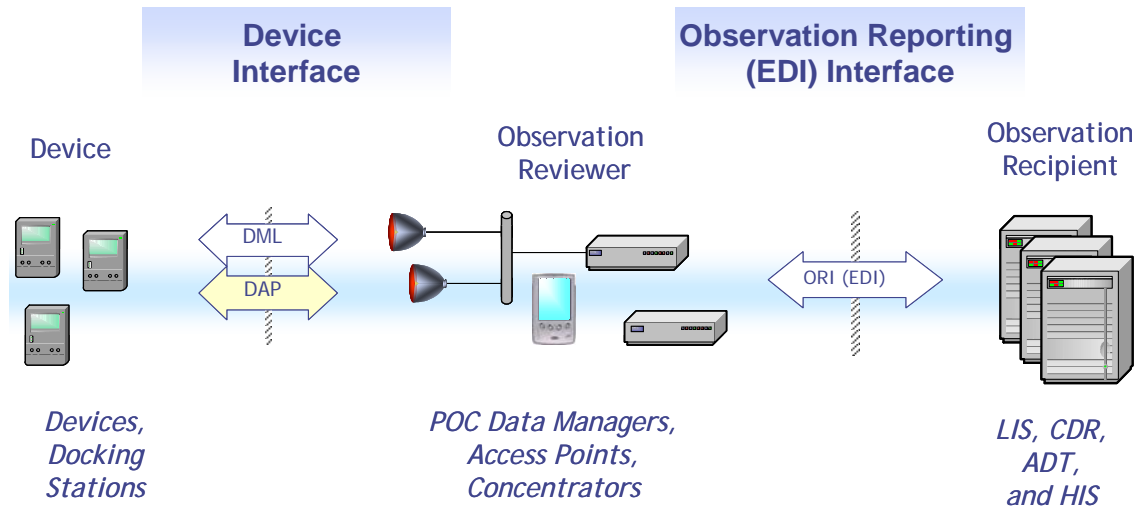 Device
Interface
Observation Reporting
(EDI) Interface
Device
Observation
Reviewer
Observation
Recipient
DML
DAP
ORI (EDI)
Devices,
Docking
Stations
POC Data Managers,
Access Points,
Concentrators
LIS, CDR,
ADT,
and HIS